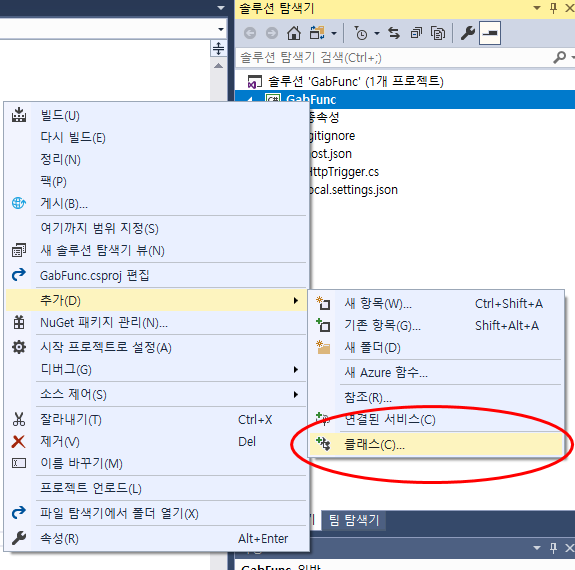 솔루션 탐색기
솔루션 탐색기 검색(Ctrl+;)
솔루션 'GabFunc' (1개 프로젝트)
C# GabFunc
종속성
gitignore
ost.json
HttpTrigger.cs
ocal.settings.json
빌드(U)
다시 빌드(E)
정리(N)
팩(P)
게시(B)...
여기까지 범위 지정(S)
새 솔루션 탐색기 뷰(N)
GabFunc.csproj 편집
추가(D)
NuGet 패키지 관리(N)...
시작 프로젝트로 설정(A)
디버그(G)
소스 제어(S)
잘라내기(T) Ctrl+X
제거(V) Del
이름 바꾸기(M)
프로젝트 언로드(L)
파일 탐색기에서 폴더 열기(X)
속성(R) Alt+Enter
새 항목(W)... Ctrl+Shift+A
기존 항목(G)... Shift+Alt+A
새 폴더(D)
새 Azure 함수...
참조(R)...
연결된 서비스(C)
클래스(C)...
팀 탐색기